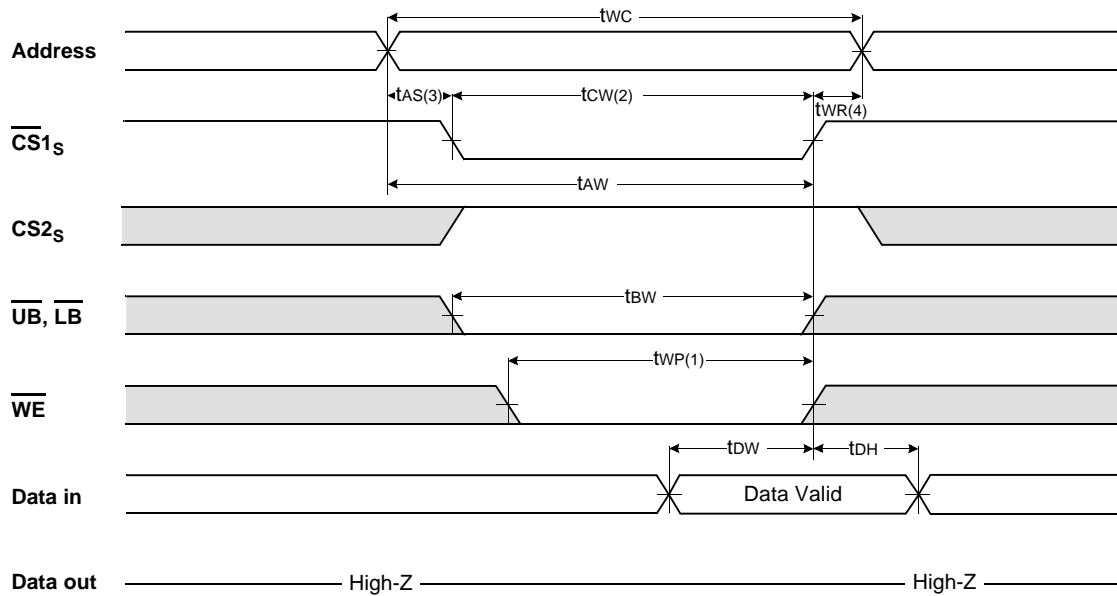 tWC
Address
tAS(3) tCW(2) tWR(4)
CS1S
tAW
CS2S
tBW
UB, LB
tWP(1)
WE
tDW tDH
Data in Data Valid
Data out High-Z High-Z